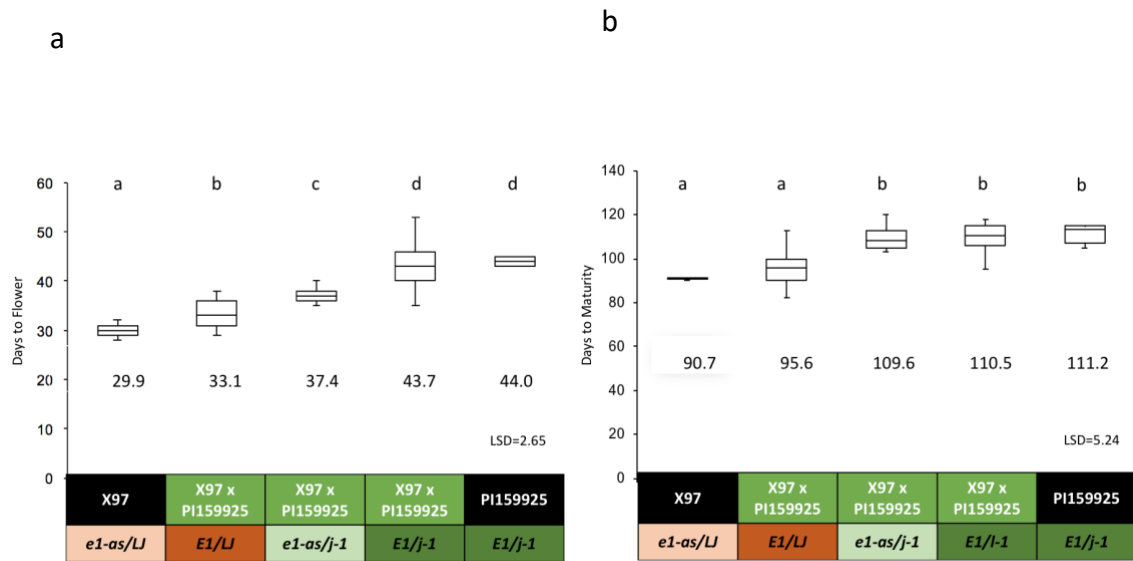 a
Days to Flower
60
50
40
30
20
10
0
a b c d d
29.9 33.1 37.4 43.7 44.0
LSD=2.65
X97
X97 x PI159925
X97 x PI159925
X97 x PI159925
PI159925
e1-as/LJ E1/LJ e1-as/j-1 E1/j-1 E1/j-1
b
Days to Maturity
140
120
100
80
60
40
20
0
a a b b b
90.7 95.6 109.6 110.5 111.2
LSD=5.24
X97
X97 x PI159925
X97 x PI159925
X97 x PI159925
PI159925
e1-as/LJ E1/LJ e1-as/j-1 E1/l-1 E1/j-1